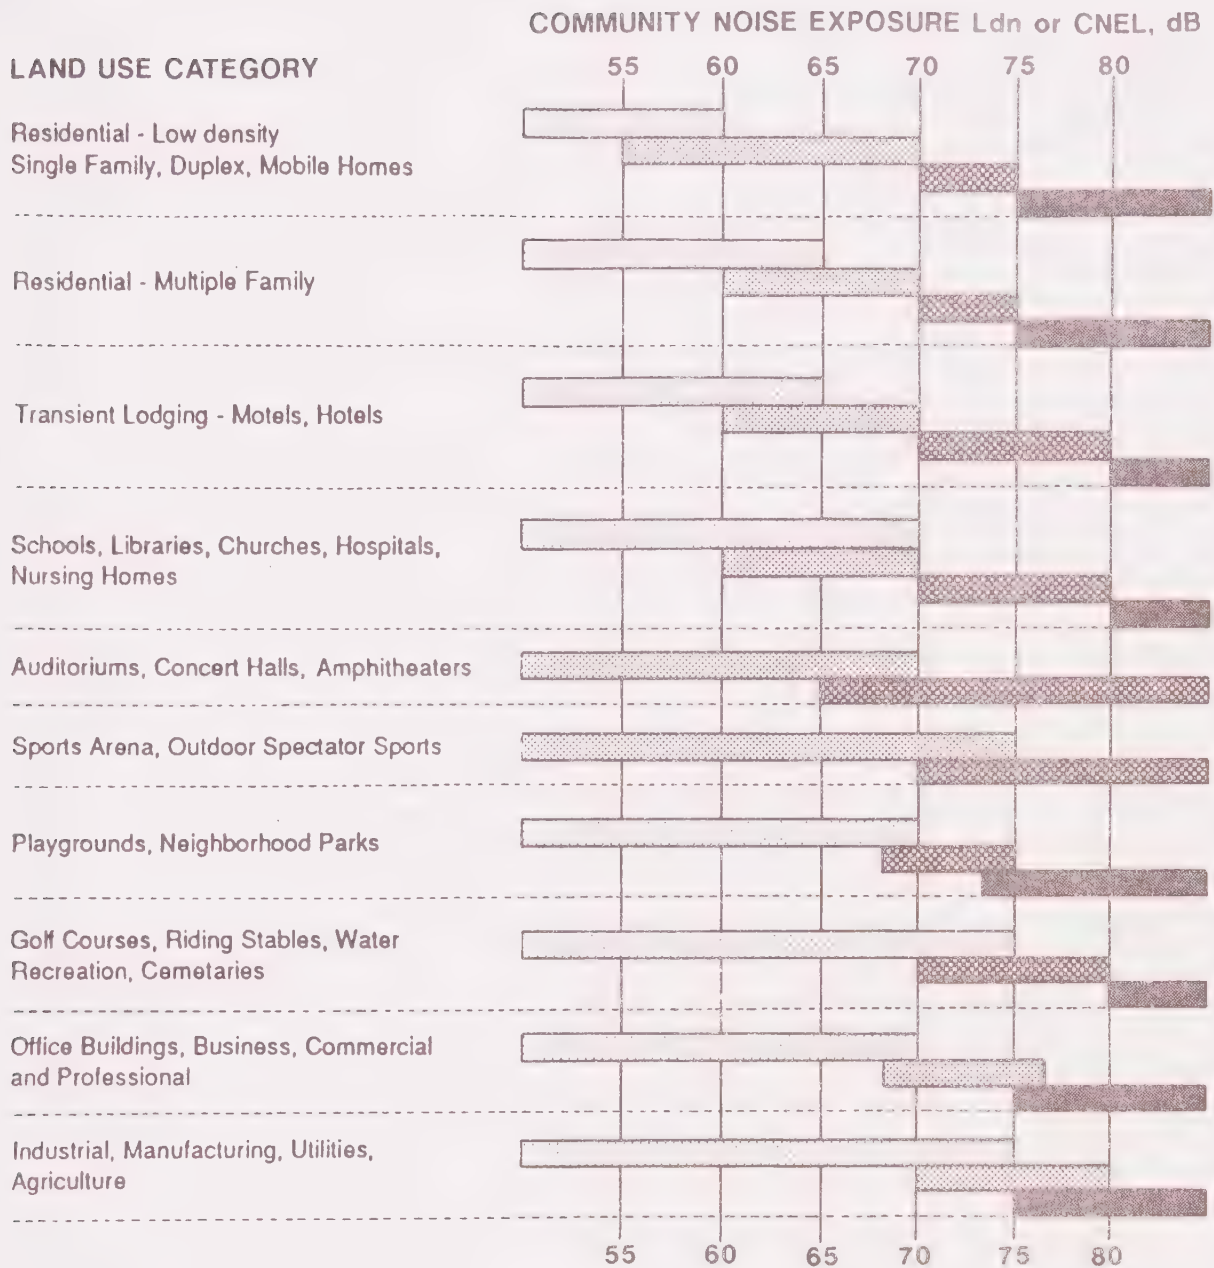 COMMUNITY NOISE EXPOSURE Ldn or CNEL, dB
LAND USE CATEGORY
55 60 65 70 75 80
Residential - Low density
Single Family, Duplex, Mobile Homes
Residential - Multiple Family
Transient Lodging - Motels, Hotels
Schools, Libraries, Churches, Hospitals,
Nursing Homes
Auditoriums, Concert Halls, Amphitheaters
Sports Arena, Outdoor Spectator Sports
Playgrounds, Neighborhood Parks
Golf Courses, Riding Stables, Water
Recreation, Cemetaries
Office Buildings, Business, Commercial
and Professional
Industrial, Manufacturing, Utilities,
Agriculture
55 60 65 70 75 80